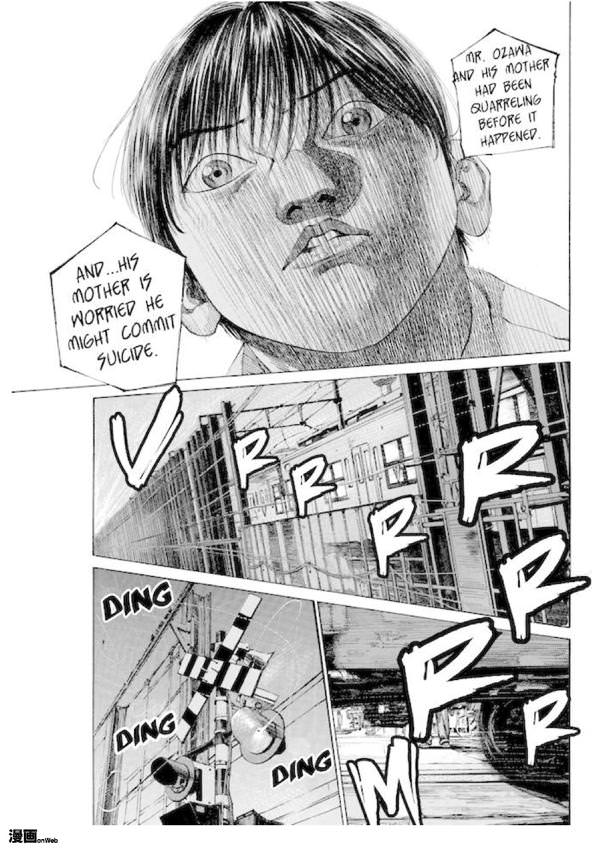 MR. OZAWA
AND HIS MOTHER
HAD BEEN
QUARRELING
BEFORE IT
HAPPENED.
AND...HIS
MOTHER IS
WORRIED HE
MIGHT COMMIT
SUICIDE.
VRRRRRRRRM
DING
DING
DING
漫画onWeb